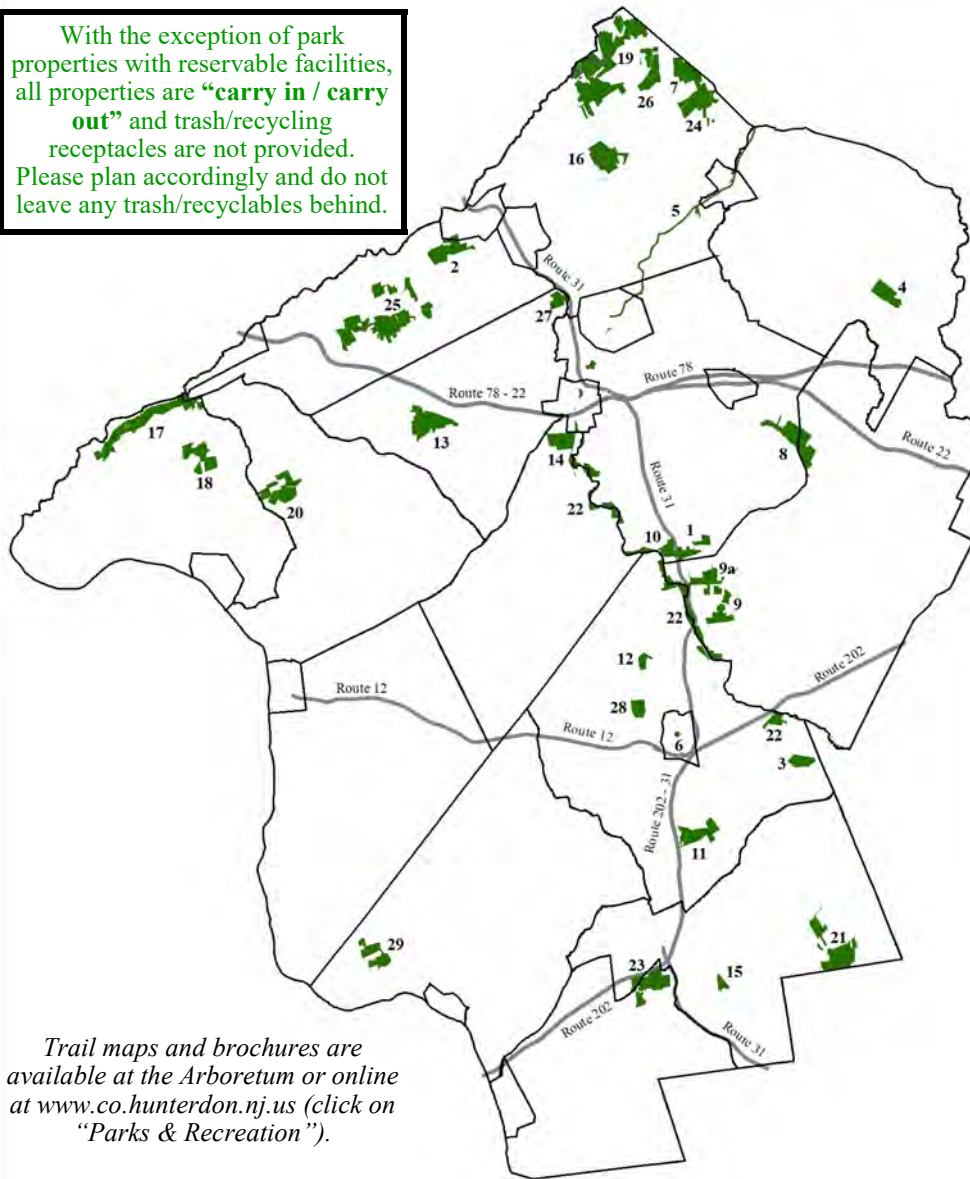 With the exception of park
properties with reservable facilities,
all properties are “carry in / carry
out” and trash/recycling
receptacles are not provided.
Please plan accordingly and do not
leave any trash/recyclables behind.
19
26
7
24
16
5
2
Route 31
4
25
27
Route 78
Route 78 - 22
17
13
14
8
Route 22
18
20
Route 31
22
10
1
9a
9
22
12
Route 202
Route 12
28
Route 12
6
22
3
Route 202 - 31
11
29
21
23
15
Route 202
Route 31
Trail maps and brochures are
available at the Arboretum or online
at www.co.hunterdon.nj.us (click on
“Parks & Recreation”).